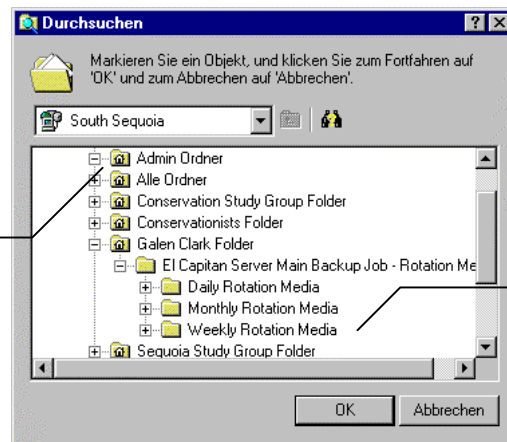 Durchsuchen
Markieren Sie ein Objekt, und klicken Sie zum Fortfahren auf
'OK' und zum Abbrechen auf 'Abbrechen'.
South Sequoia
Admin Ordner
Alle Ordner
Conservation Study Group Folder
Conservationists Folder
Galen Clark Folder
El Capitan Server Main Backup Job - Rotation Me
Daily Rotation Media
Monthly Rotation Media
Weekly Rotation Media
Sequoia Study Group Folder
OK Abbrechen